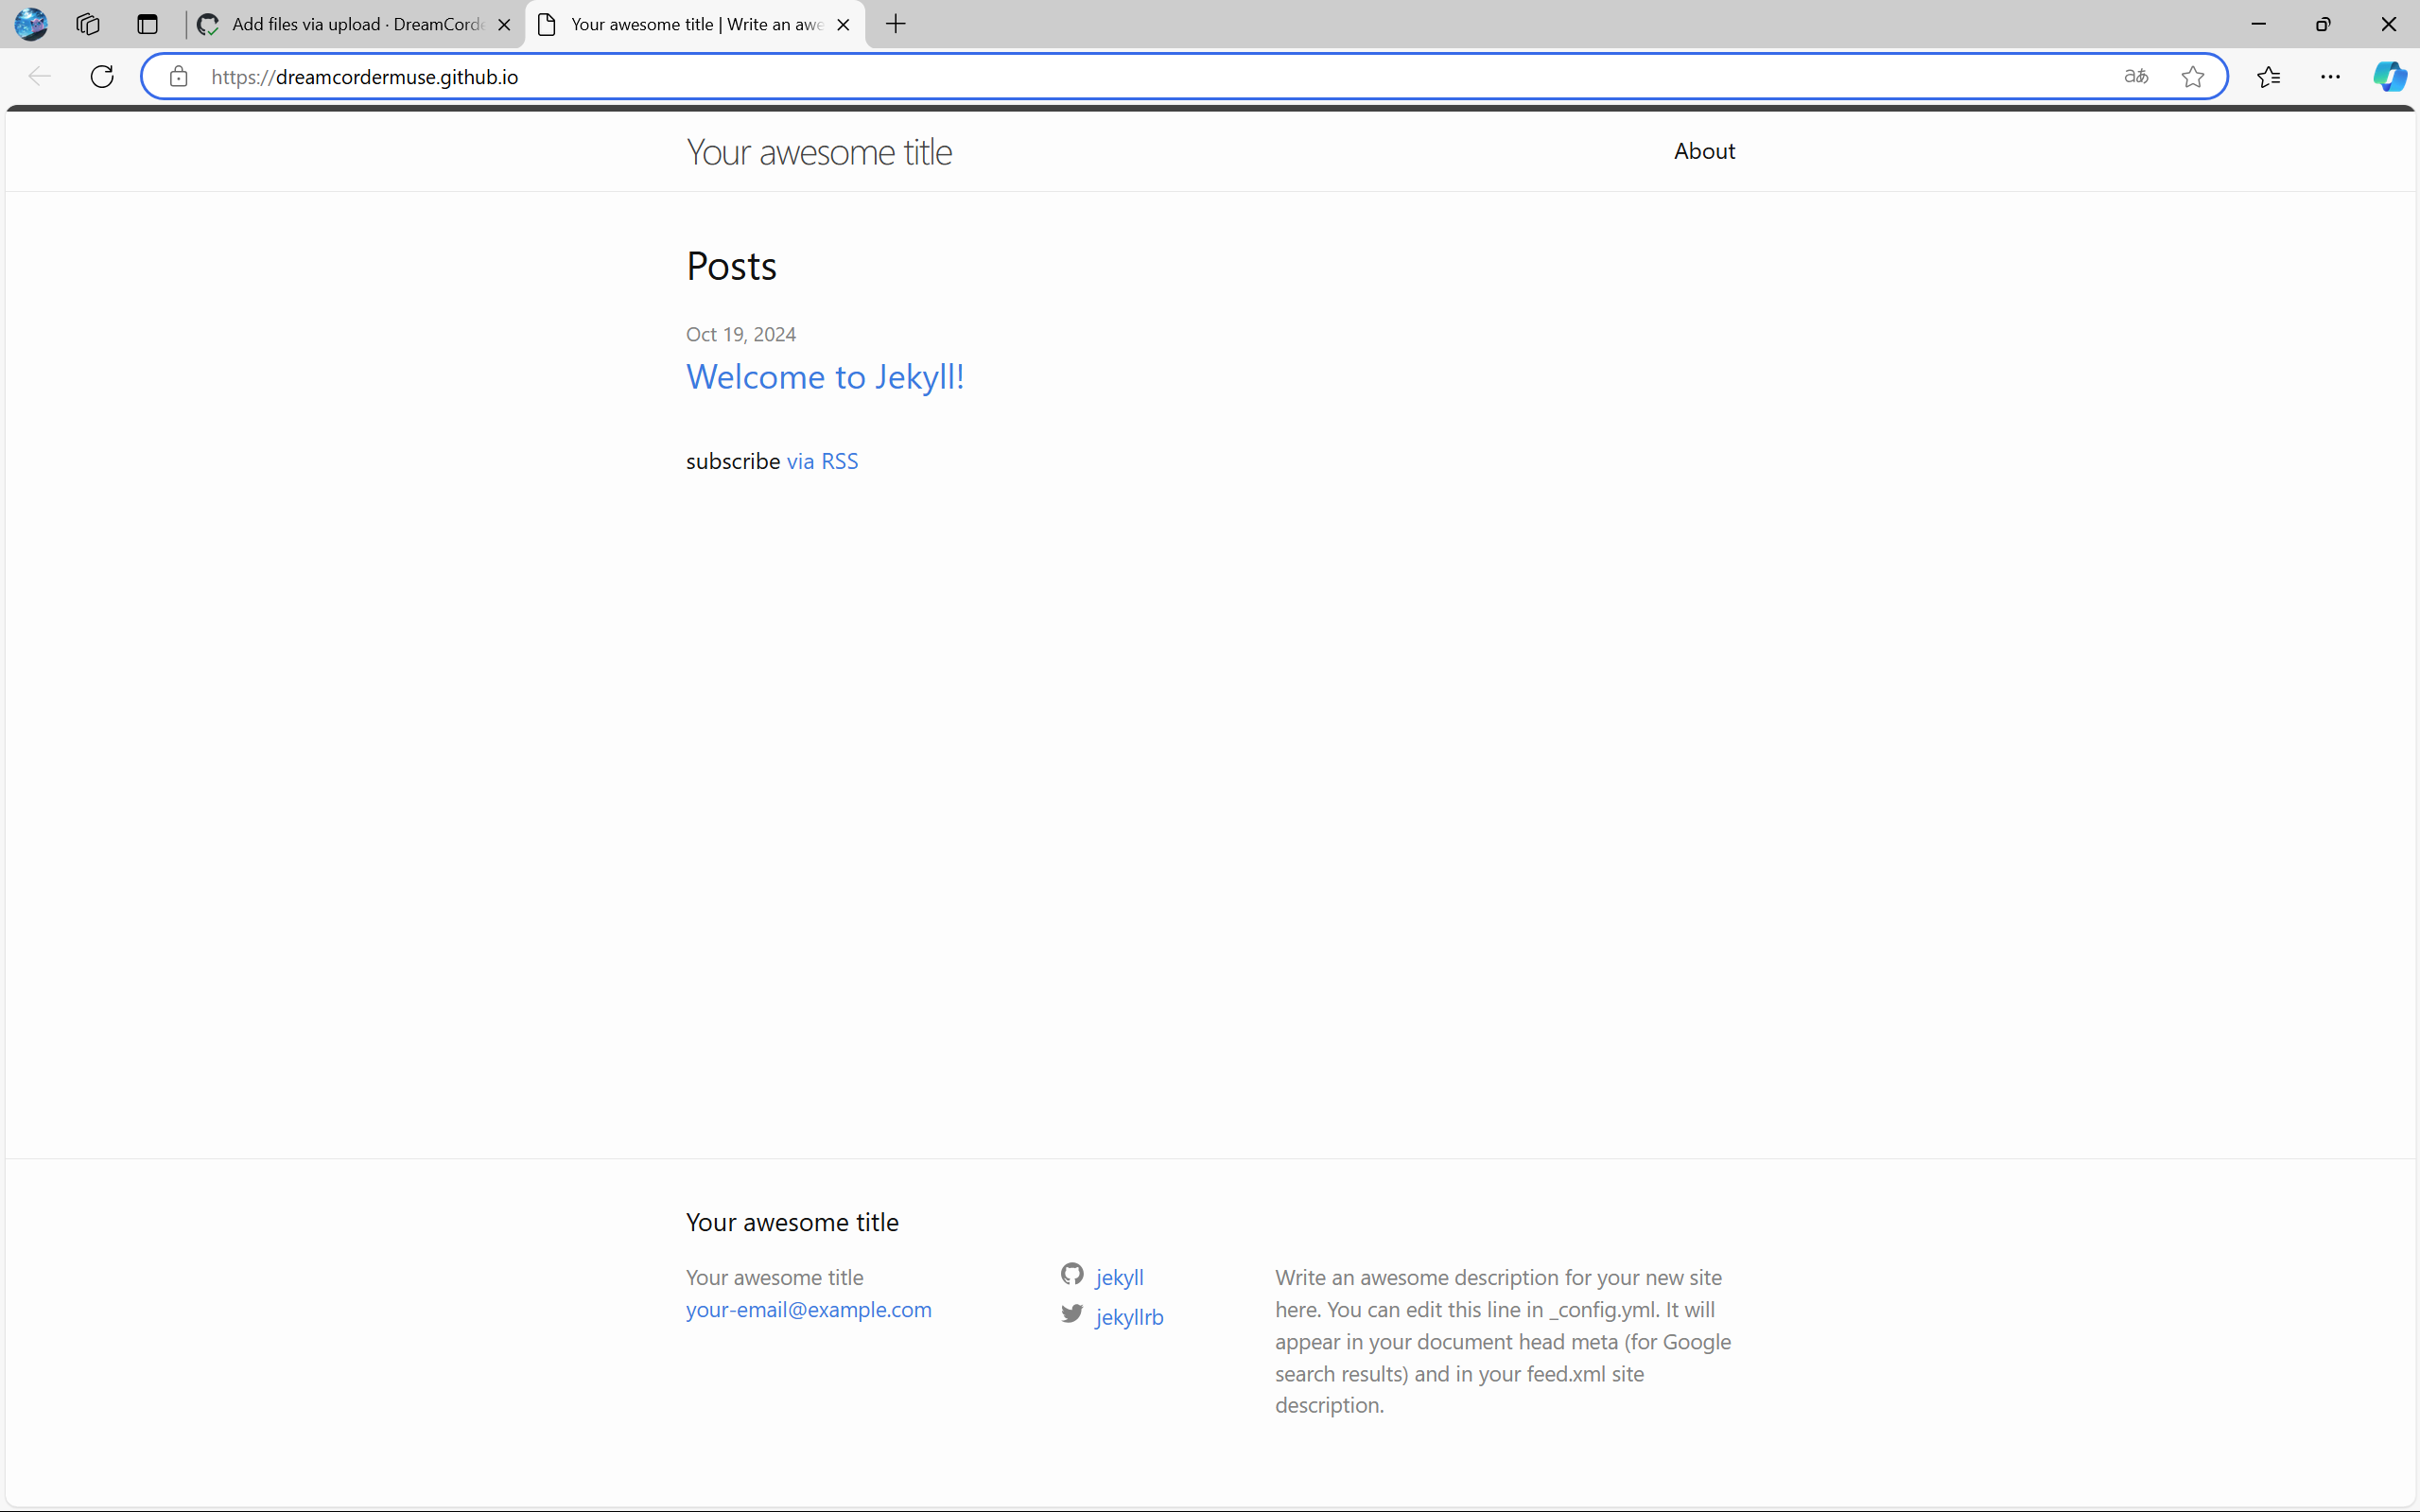 Add files via upload · DreamCorde
Your awesome title | Write an awe
https://dreamcordermuse.github.io
aあ
Your awesome title
About
Posts
Oct 19, 2024
Welcome to Jekyll!
subscribe via RSS
Your awesome title
Your awesome title
your-email@example.com
jekyll
jekyllrb
Write an awesome description for your new site
here. You can edit this line in _config.yml. It will
appear in your document head meta (for Google
search results) and in your feed.xml site
description.